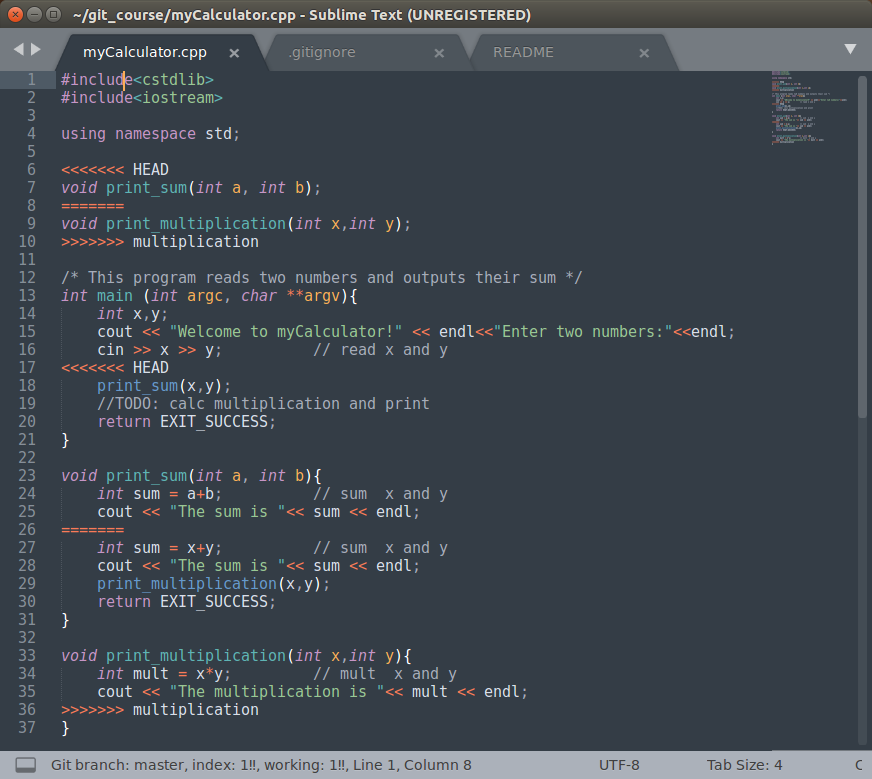 ~/git_course/myCalculator.cpp - Sublime Text (UNREGISTERED)
myCalculator.cpp × .gitignore × README ×
1 #include<cstdlib>
2 #include<iostream>
3
4 using namespace std;
5
6 <<<<<<< HEAD
7 void print_sum(int a, int b);
8 =======
9 void print_multiplication(int x,int y);
10 >>>>>>> multiplication
11
12 /* This program reads two numbers and outputs their sum */
13 int main (int argc, char **argv){
14     int x,y;
15     cout << "Welcome to myCalculator!" << endl<<"Enter two numbers:"<<endl;
16     cin >> x >> y;          // read x and y
17 <<<<<<< HEAD
18     print_sum(x,y);
19     //TODO: calc multiplication and print
20     return EXIT_SUCCESS;
21 }
22
23 void print_sum(int a, int b){
24     int sum = a+b;          // sum  x and y
25     cout << "The sum is "<< sum << endl;
26 =======
27     int sum = x+y;          // sum  x and y
28     cout << "The sum is "<< sum << endl;
29     print_multiplication(x,y);
30     return EXIT_SUCCESS;
31 }
32
33 void print_multiplication(int x,int y){
34     int mult = x*y;         // mult  x and y
35     cout << "The multiplication is "<< mult << endl;
36 >>>>>>> multiplication
37 }
Git branch: master, index: 1‼, working: 1‼, Line 1, Column 8 UTF-8 Tab Size: 4 C